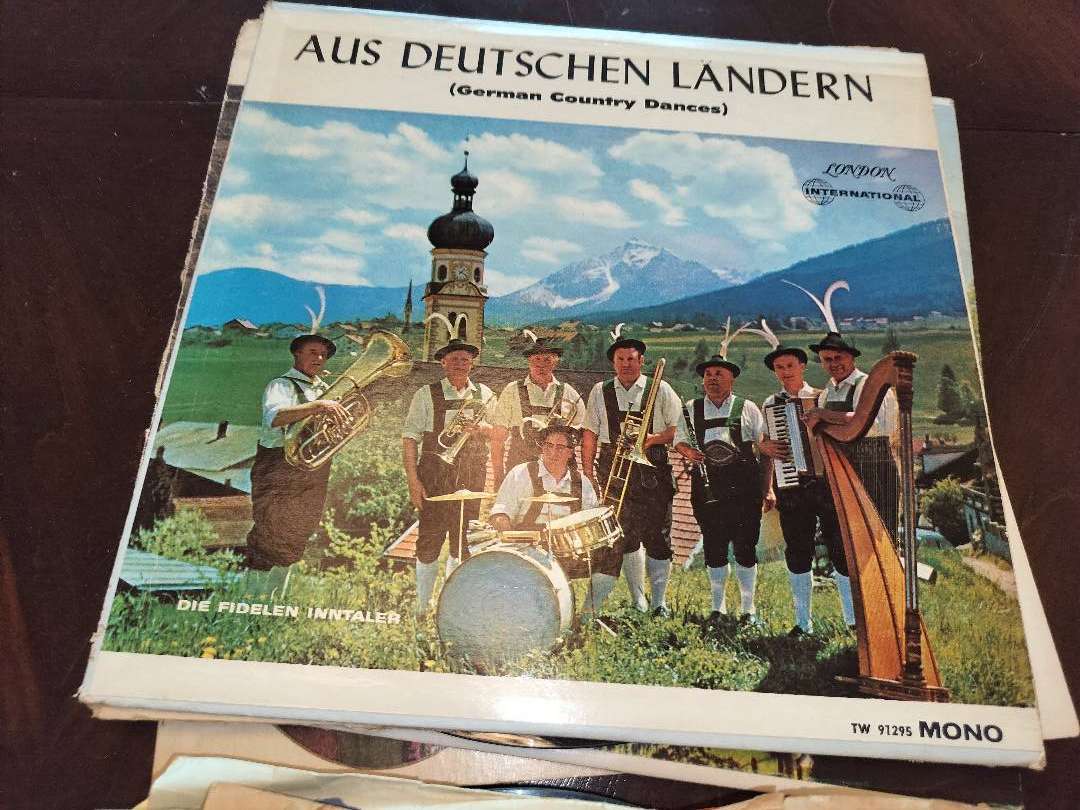 AUS DEUTSCHEN LÄNDERN
(German Country Dances)
LONDON
INTERNATIONAL
DIE FIDELEN INNTALER
TW 91295 MONO